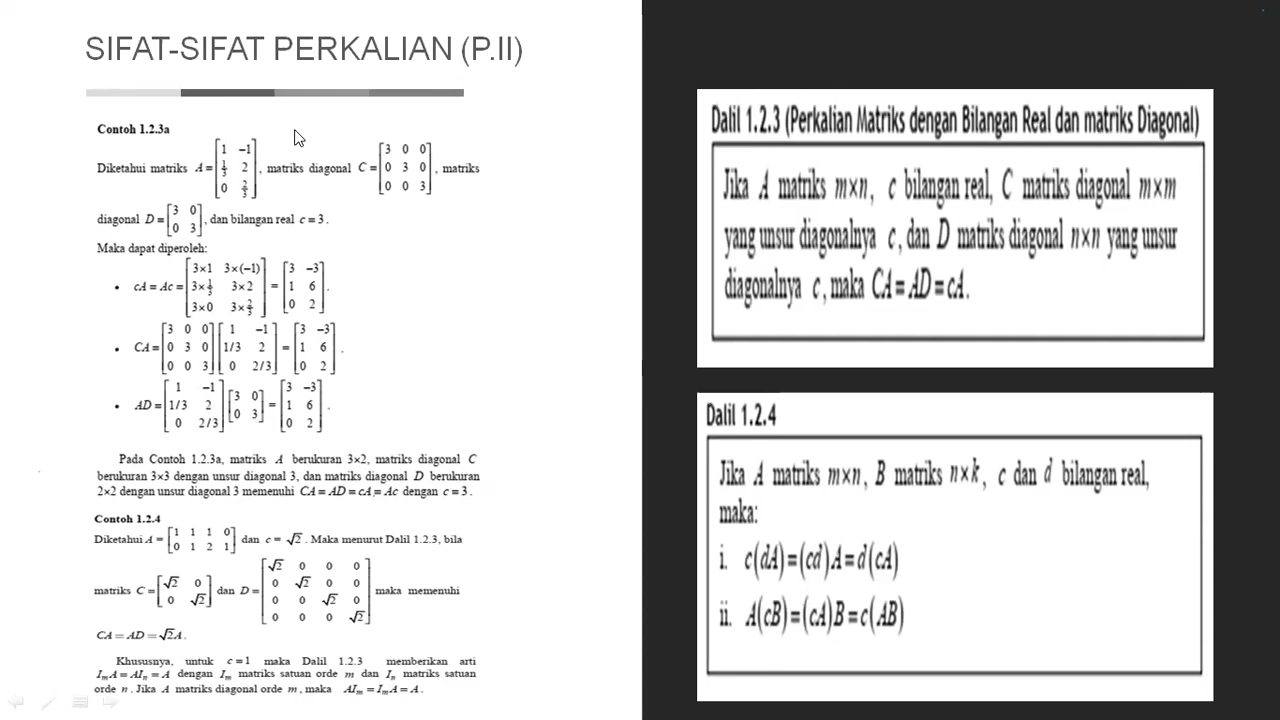 SIFAT-SIFAT PERKALIAN (P.II)
Contoh 1.2.3a
Diketahui matriks A = [1 −1; 1/3 2; 0 2/3], matriks diagonal C = [3 0 0; 0 3 0; 0 0 3], matriks
diagonal D = [3 0; 0 3], dan bilangan real c = 3.
Maka dapat diperoleh:
• cA = Ac = [3×1 3×(−1); 3×1/3 3×2; 3×0 3×2/3] = [3 −3; 1 6; 0 2].
• CA = [3 0 0; 0 3 0; 0 0 3][1 −1; 1/3 2; 0 2/3] = [3 −3; 1 6; 0 2].
• AD = [1 −1; 1/3 2; 0 2/3][3 0; 0 3] = [3 −3; 1 6; 0 2].
Pada Contoh 1.2.3a, matriks A berukuran 3×2, matriks diagonal C
berukuran 3×3 dengan unsur diagonal 3, dan matriks diagonal D berukuran
2×2 dengan unsur diagonal 3 memenuhi CA = AD = cA = Ac dengan c = 3.
Contoh 1.2.4
Diketahui A = [1 1 1 0; 0 1 2 1] dan c = √2. Maka menurut Dalil 1.2.3, bila
matriks C = [√2 0; 0 √2] dan D = [√2 0 0 0; 0 √2 0 0; 0 0 √2 0; 0 0 0 √2] maka memenuhi
CA = AD = √2A.
Khususnya, untuk c = 1 maka Dalil 1.2.3 memberikan arti
IₘA = AIₙ = A dengan Iₘ matriks satuan orde m dan Iₙ matriks satuan
orde n. Jika A matriks diagonal orde m, maka AIₘ = IₘA = A.
Dalil 1.2.3 (Perkalian Matriks dengan Bilangan Real dan matriks Diagonal)
Jika A matriks m×n, c bilangan real, C matriks diagonal m×m
yang unsur diagonalnya c, dan D matriks diagonal n×n yang unsur
diagonalnya c, maka CA = AD = cA.
Dalil 1.2.4
Jika A matriks m×n, B matriks n×k, c dan d bilangan real,
maka:
i. c(dA)=(cd)A=d(cA)
ii. A(cB)=(cA)B=c(AB)